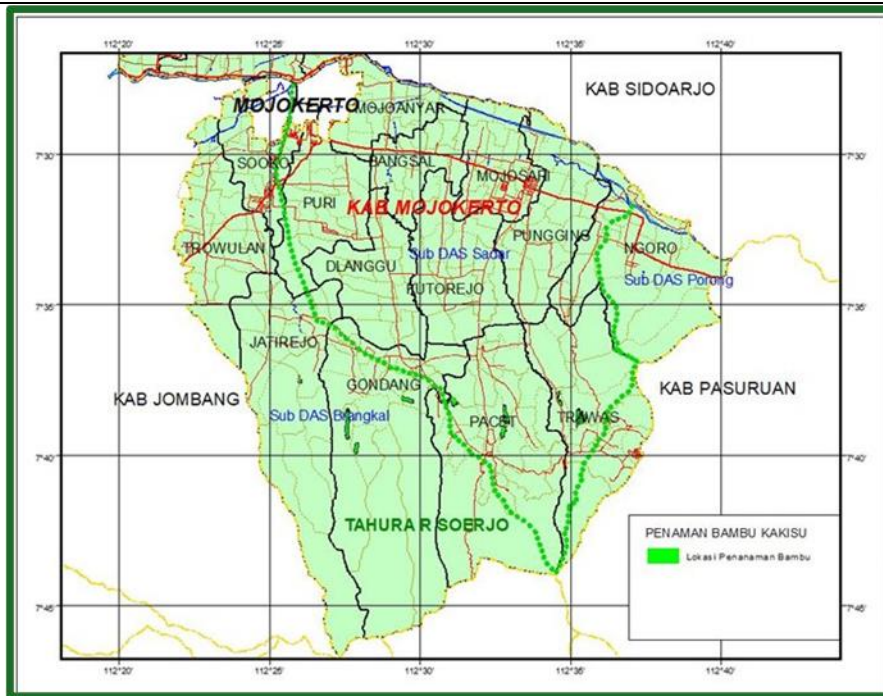 112°20' 112°25' 112°30' 112°35' 112°40'
KAB SIDOARJO
MOJOKERTO
MOJOANYAR
7°30' 7°30'
SOOKO
BANGSAL
MOJOSARI
PURI
KAB MOJOKERTO
TROWULAN
PUNGGING
NGORO
DLANGGU
Sub DAS Sadar
Sub DAS Porong
KUTOREJO
7°35' 7°35'
JATIREJO
KAB JOMBANG
GONDANG
KAB PASURUAN
Sub DAS Brangkal
PACET
TRAWAS
7°40' 7°40'
TAHURA R SOERJO
PENAMAN BAMBU KAKISU
Lokasi Penanaman Bambu
7°45' 7°45'
112°20' 112°25' 112°30' 112°35' 112°40'